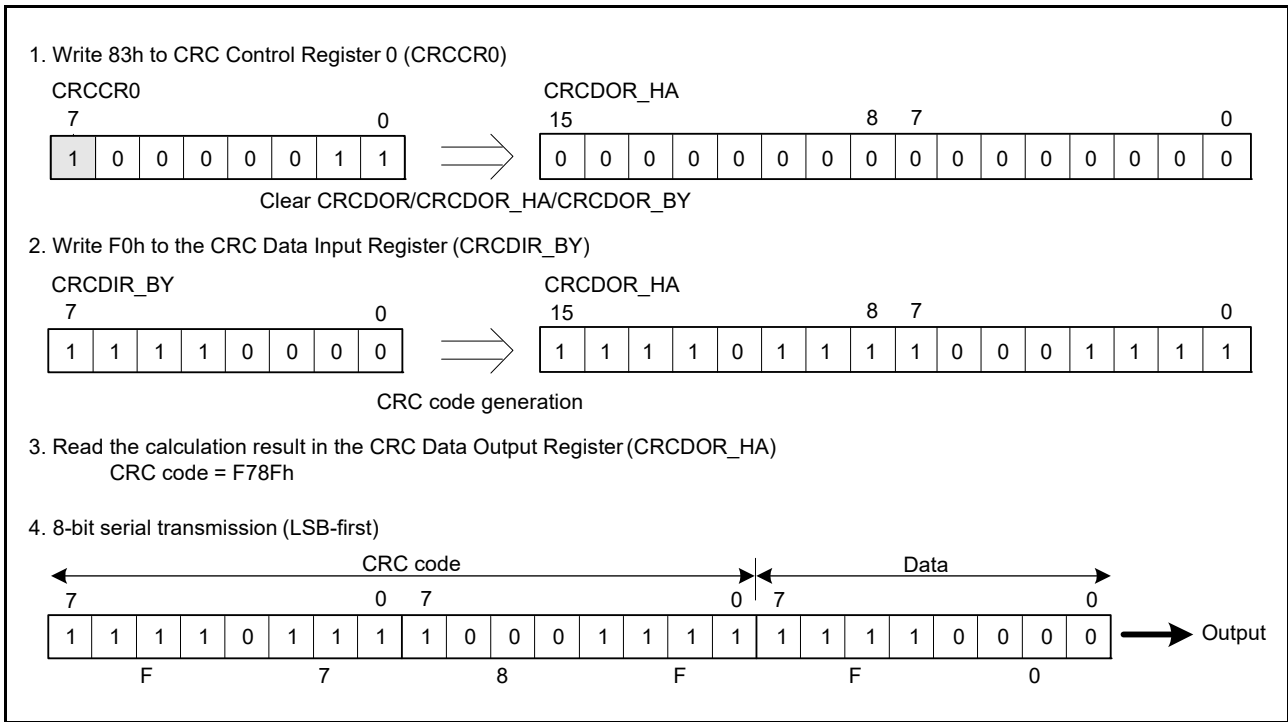 1. Write 83h to CRC Control Register 0 (CRCCR0)
CRCCR0 CRCDOR_HA
7 0 15 8 7 0
1 0 0 0 0 0 1 1 0 0 0 0 0 0 0 0 0 0 0 0 0 0 0 0
Clear CRCDOR/CRCDOR_HA/CRCDOR_BY
2. Write F0h to the CRC Data Input Register (CRCDIR_BY)
CRCDIR_BY CRCDOR_HA
7 0 15 8 7 0
1 1 1 1 0 0 0 0 1 1 1 1 0 1 1 1 1 0 0 0 1 1 1 1
CRC code generation
3. Read the calculation result in the CRC Data Output Register (CRCDOR_HA)
CRC code = F78Fh
4. 8-bit serial transmission (LSB-first)
CRC code Data
7 0 7 0 7 0
1 1 1 1 0 1 1 1 1 0 0 0 1 1 1 1 1 1 1 1 0 0 0 0 Output
F 7 8 F F 0